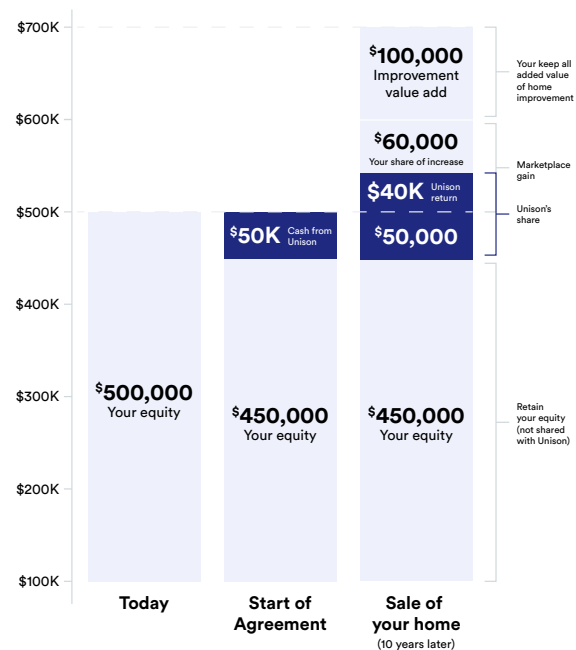 $700K
$600K
$500K
$400K
$300K
$200K
$100K
$500,000
Your equity
Today
$50K
Cash from
Unison
$450,000
Your equity
Start of
Agreement
$100,000
Improvement
value add
$60,000
Your share of increase
$40K
Unison
return
$50,000
$450,000
Your equity
Sale of
your home
(10 years later)
Your keep all
added value
of home
improvement
Marketplace
gain
Unison's
share
Retain
your equity
(not shared
with Unison)